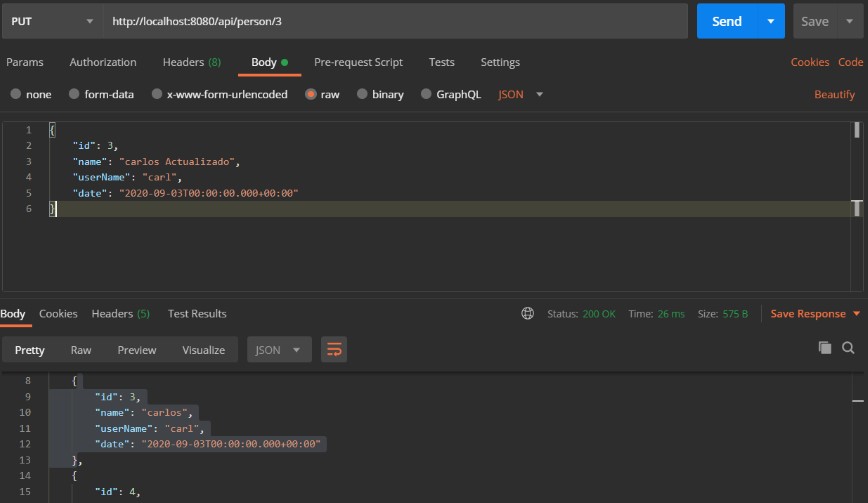 PUT http://localhost:8080/api/person/3 Send Save
Params Authorization Headers (8) Body Pre-request Script Tests Settings Cookies Code
none form-data x-www-form-urlencoded raw binary GraphQL JSON Beautify
1 {
2 "id": 3,
3 "name": "carlos Actualizado",
4 "userName": "carl",
5 "date": "2020-09-03T00:00:00.000+00:00"
6 }
Body Cookies Headers (5) Test Results Status: 200 OK Time: 26 ms Size: 575 B Save Response
Pretty Raw Preview Visualize JSON
8 {
9 "id": 3,
10 "name": "carlos",
11 "userName": "carl",
12 "date": "2020-09-03T00:00:00.000+00:00"
13 },
14 {
15 "id": 4,